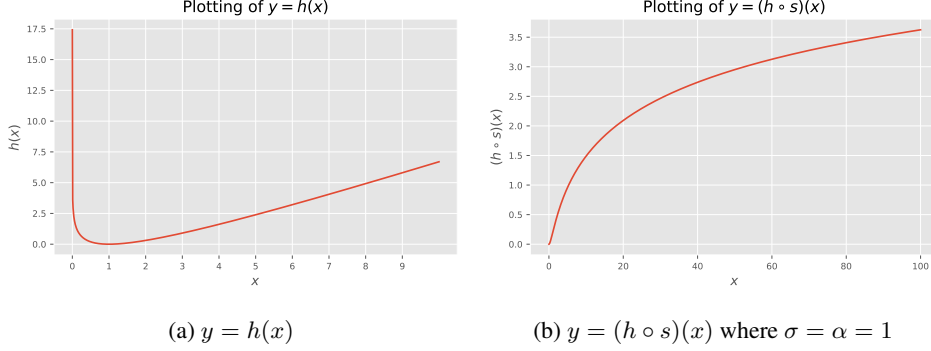 Plotting of y = h(x)
h(x)
17.5
15.0
12.5
10.0
7.5
5.0
2.5
0.0
0 1 2 3 4 5 6 7 8 9
x
(a) y = h(x)
Plotting of y = (h ∘ s)(x)
(h ∘ s)(x)
3.5
3.0
2.5
2.0
1.5
1.0
0.5
0.0
0 20 40 60 80 100
x
(b) y = (h ∘ s)(x) where σ = α = 1